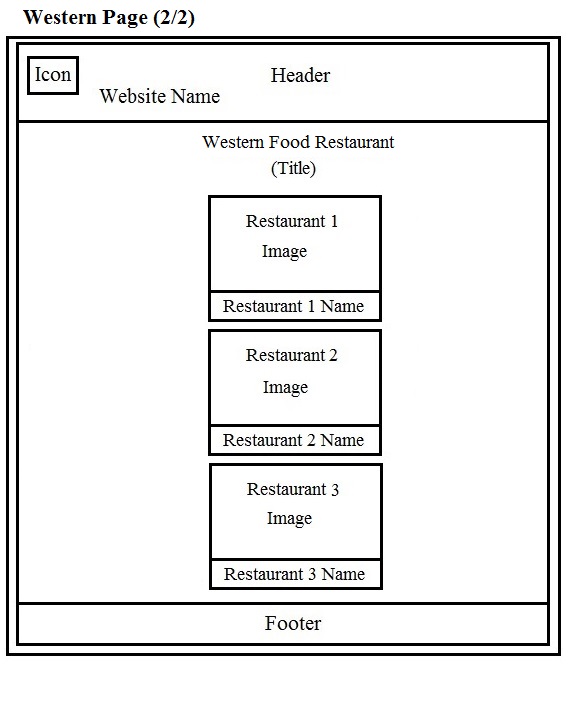 Western Page (2/2)
Icon
Header
Website Name
Western Food Restaurant
(Title)
Restaurant 1
Image
Restaurant 1 Name
Restaurant 2
Image
Restaurant 2 Name
Restaurant 3
Image
Restaurant 3 Name
Footer